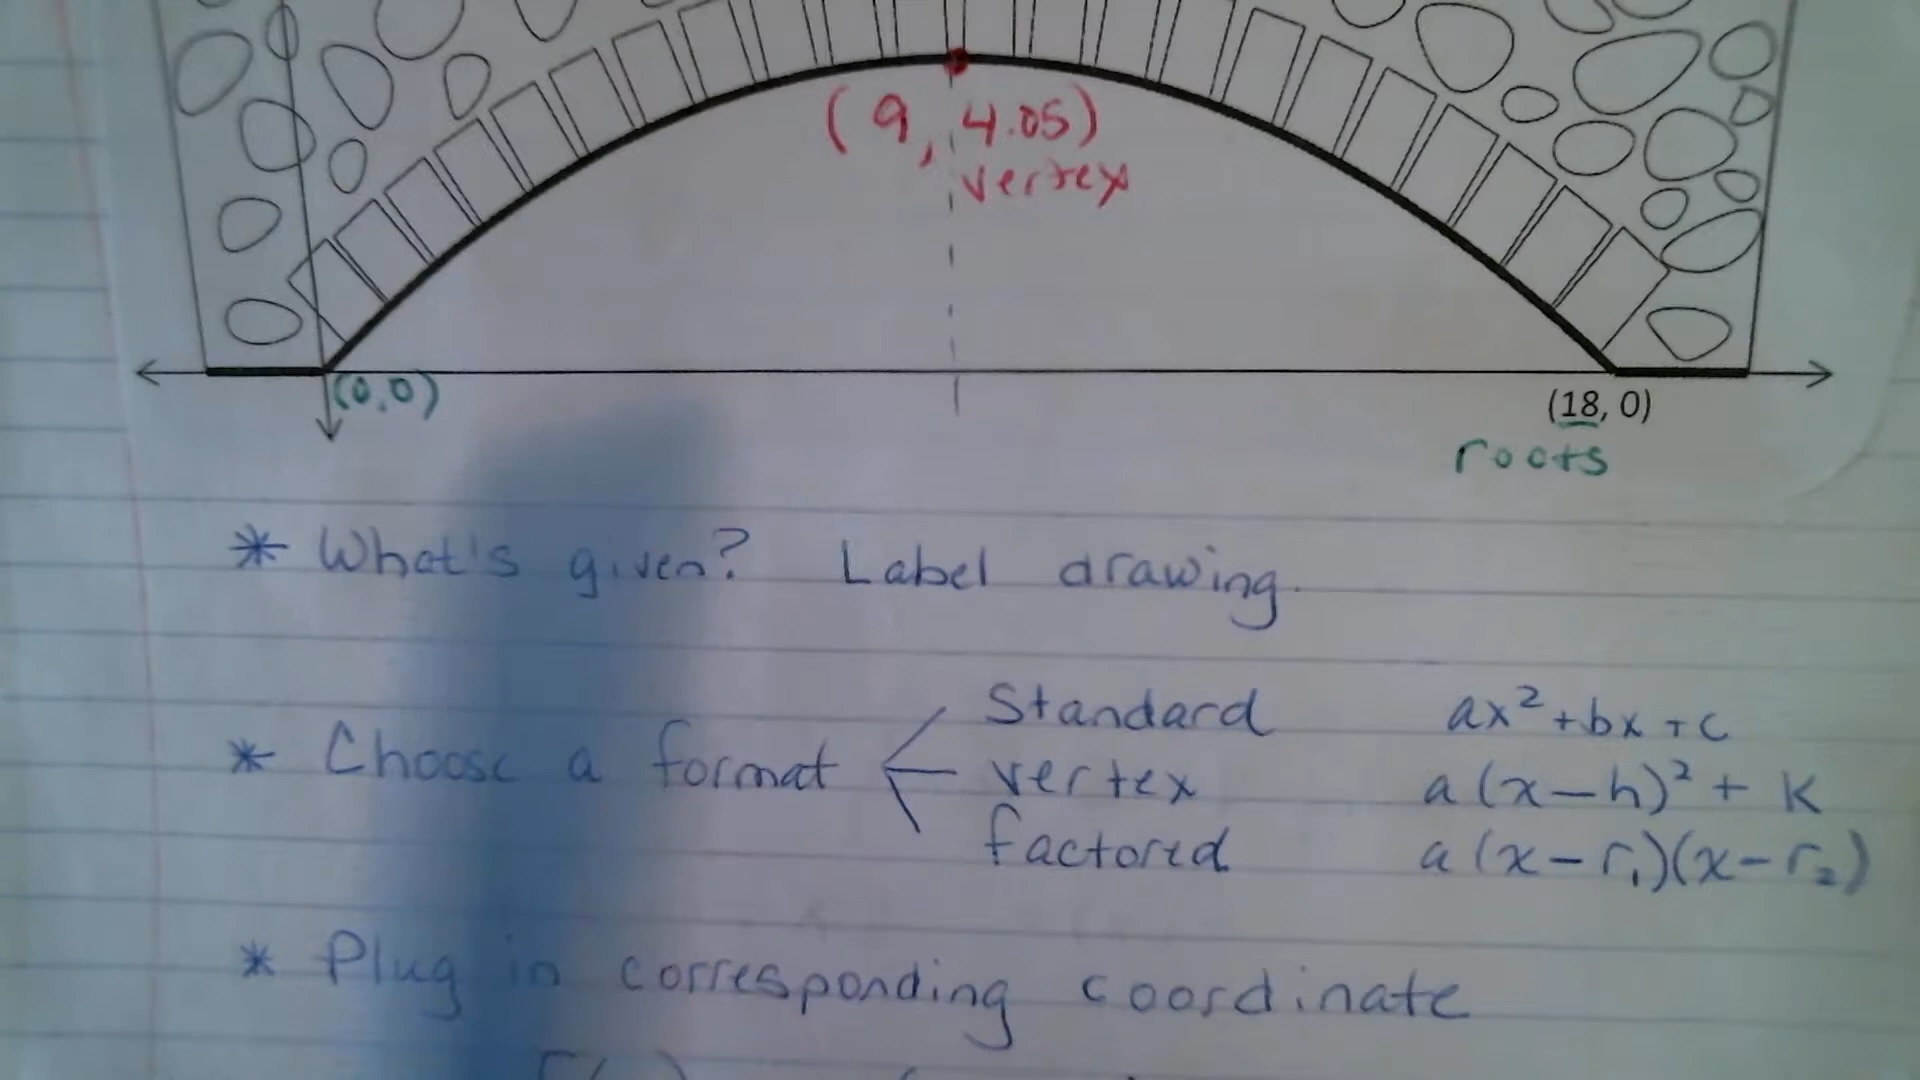 (9, 4.05)
vertex
(0,0)
(18, 0)
roots
* What's given? Label drawing.
Standard ax²+bx+c
* Choose a format vertex a(x-h)² + k
factored a(x-r₁)(x-r₂)
* Plug in corresponding coordinate